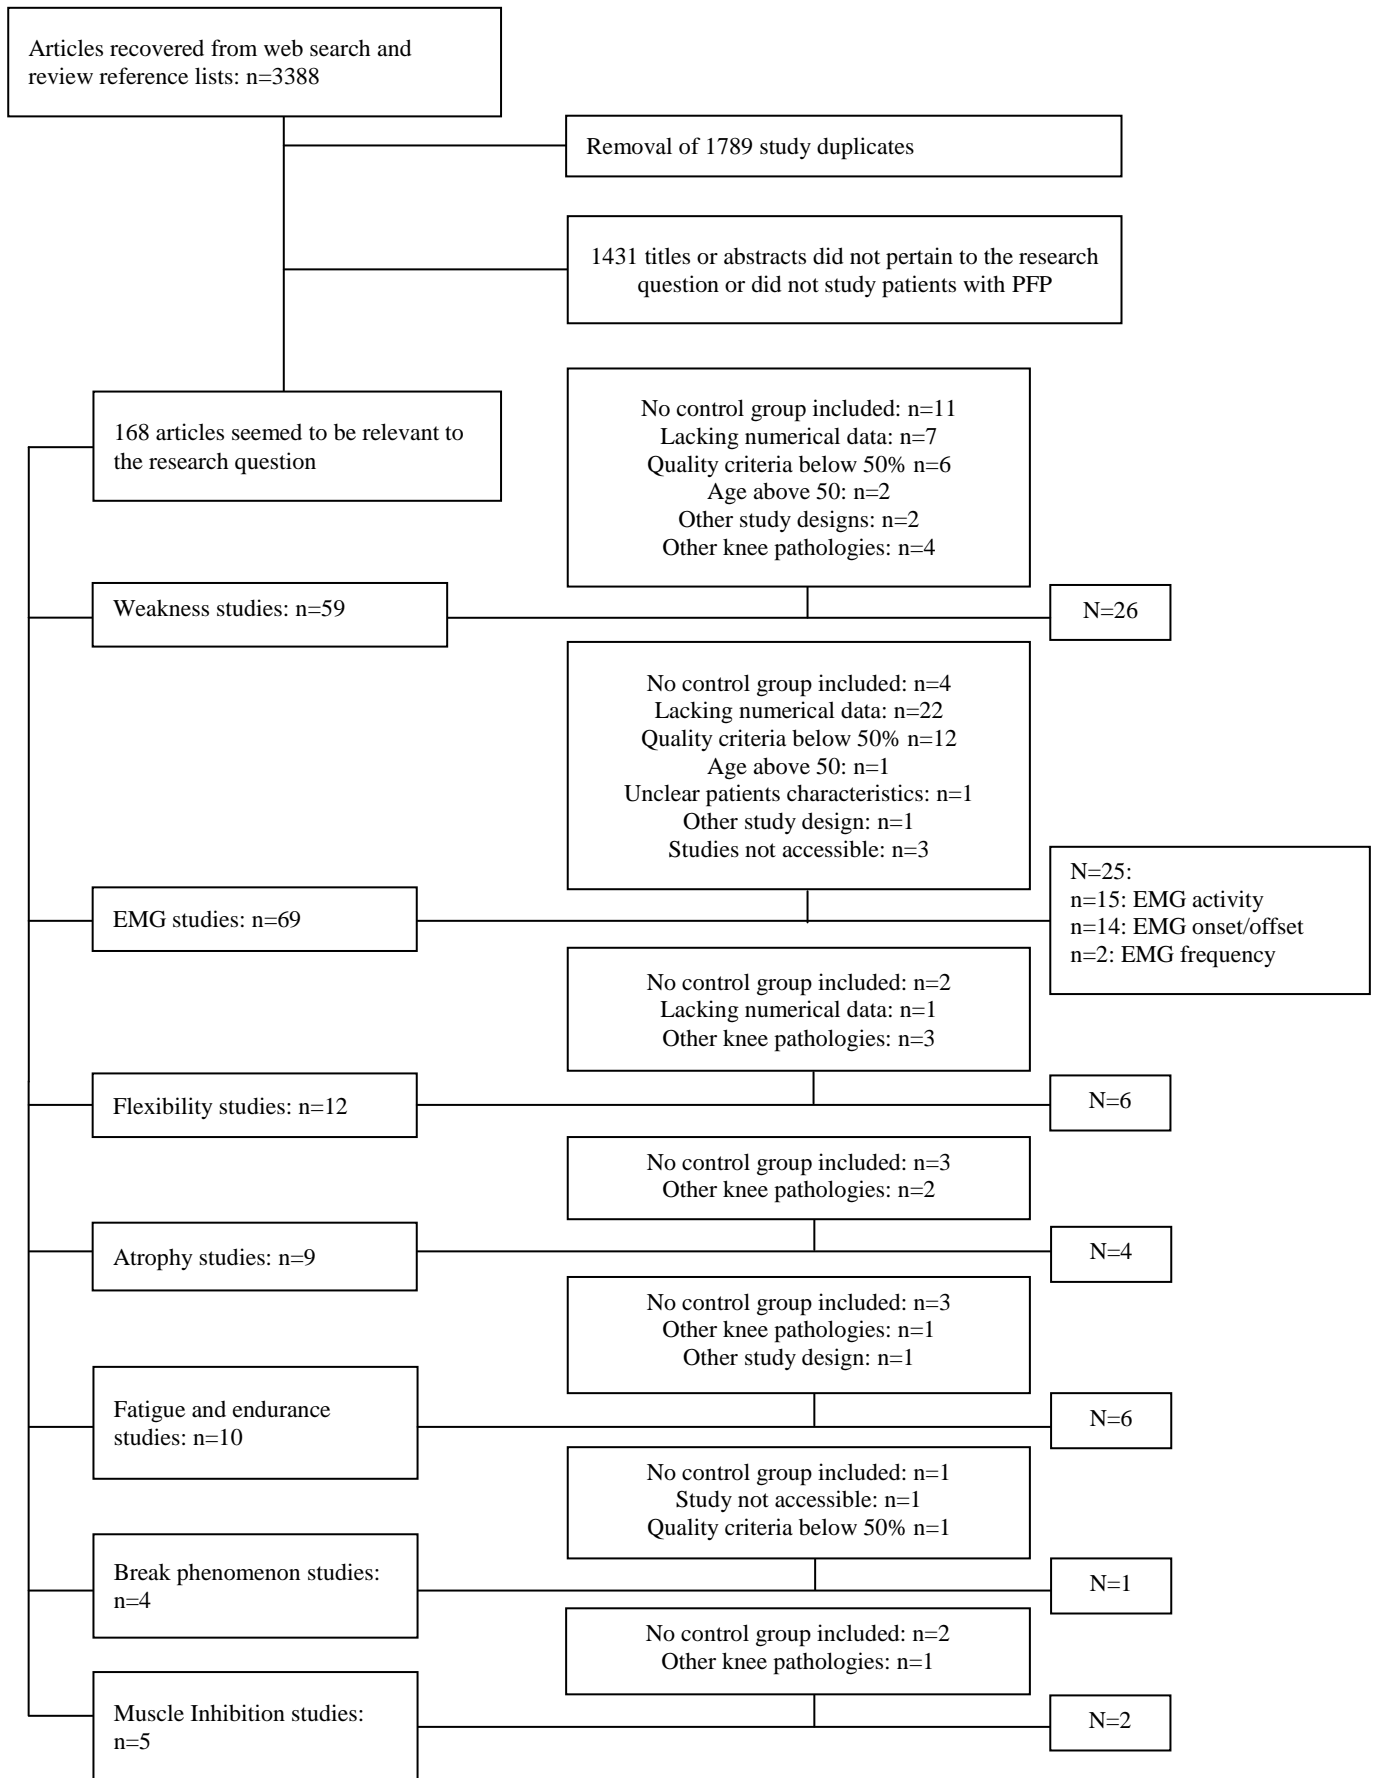 Articles recovered from web search and
review reference lists: n=3388
Removal of 1789 study duplicates
1431 titles or abstracts did not pertain to the research
question or did not study patients with PFP
168 articles seemed to be relevant to
the research question
No control group included: n=11
Lacking numerical data: n=7
Quality criteria below 50% n=6
Age above 50: n=2
Other study designs: n=2
Other knee pathologies: n=4
Weakness studies: n=59
N=26
No control group included: n=4
Lacking numerical data: n=22
Quality criteria below 50% n=12
Age above 50: n=1
Unclear patients characteristics: n=1
Other study design: n=1
Studies not accessible: n=3
EMG studies: n=69
N=25:
n=15: EMG activity
n=14: EMG onset/offset
n=2: EMG frequency
No control group included: n=2
Lacking numerical data: n=1
Other knee pathologies: n=3
Flexibility studies: n=12
N=6
No control group included: n=3
Other knee pathologies: n=2
Atrophy studies: n=9
N=4
No control group included: n=3
Other knee pathologies: n=1
Other study design: n=1
Fatigue and endurance
studies: n=10
N=6
No control group included: n=1
Study not accessible: n=1
Quality criteria below 50% n=1
Break phenomenon studies:
n=4
N=1
No control group included: n=2
Other knee pathologies: n=1
Muscle Inhibition studies:
n=5
N=2